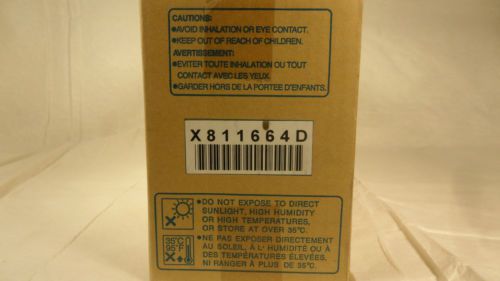 CAUTIONS:
•AVOID INHALATION OR EYE CONTACT.
•KEEP OUT OF REACH OF CHILDREN.
AVERTISSEMENT:
•EVITER TOUTE INHALATION OU TOUT
CONTACT AVEC LES YEUX.
•GARDER HORS DE LA PORTEE D'ENFANTS.
X811664D
•DO NOT EXPOSE TO DIRECT
SUNLIGHT, HIGH HUMIDITY
OR HIGH TEMPERATURES,
OR STORE AT OVER 35°C.
35°C
95°F
•NE PAS EXPOSER DIRECTEMENT
AU SOLEIL, À L' HUMIDITÉ OU À
DES TEMPÉRATURES ÉLEVÉES,
NI RANGER À PLUS DE 35°C.